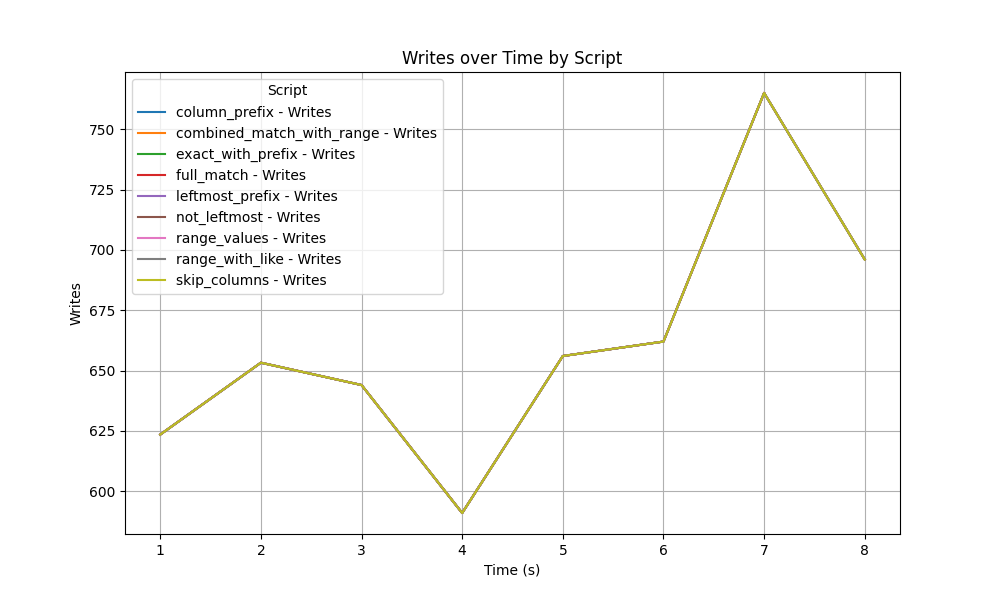 Writes over Time by Script
Script
column_prefix - Writes
combined_match_with_range - Writes
exact_with_prefix - Writes
full_match - Writes
leftmost_prefix - Writes
not_leftmost - Writes
range_values - Writes
range_with_like - Writes
skip_columns - Writes
Writes
750
725
700
675
650
625
600
1 2 3 4 5 6 7 8
Time (s)